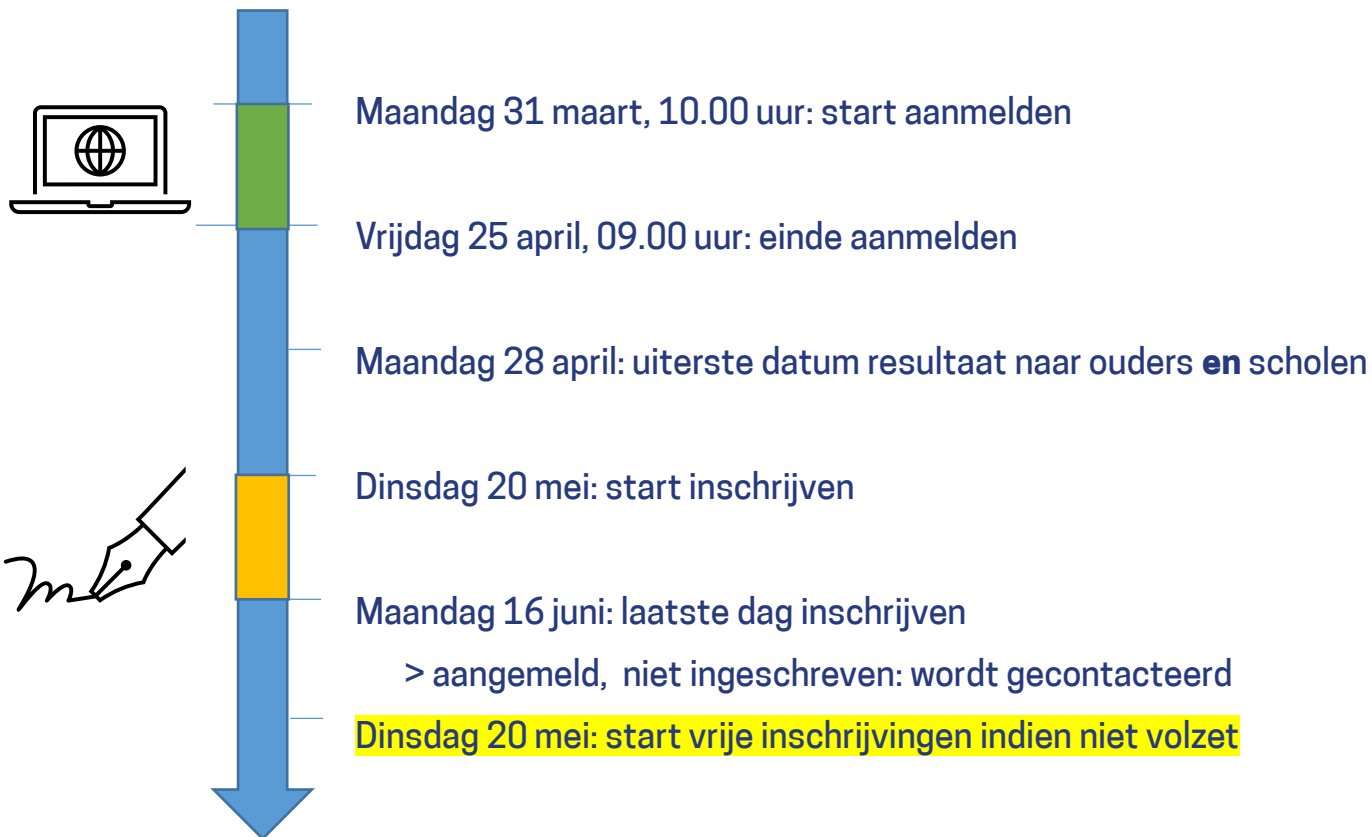 Maandag 31 maart, 10.00 uur: start aanmelden
Vrijdag 25 april, 09.00 uur: einde aanmelden
Maandag 28 april: uiterste datum resultaat naar ouders en scholen
Dinsdag 20 mei: start inschrijven
Maandag 16 juni: laatste dag inschrijven
> aangemeld, niet ingeschreven: wordt gecontacteerd
Dinsdag 20 mei: start vrije inschrijvingen indien niet volzet